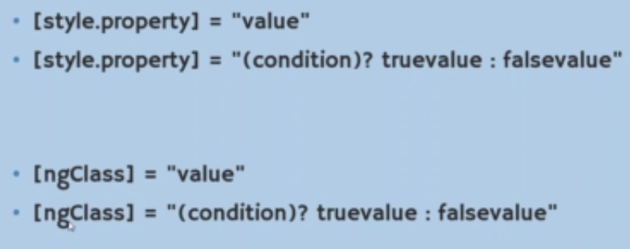 • [style.property] = "value"
• [style.property] = "(condition)? truevalue : falsevalue"
• [ngClass] = "value"
• [ngClass] = "(condition)? truevalue : falsevalue"